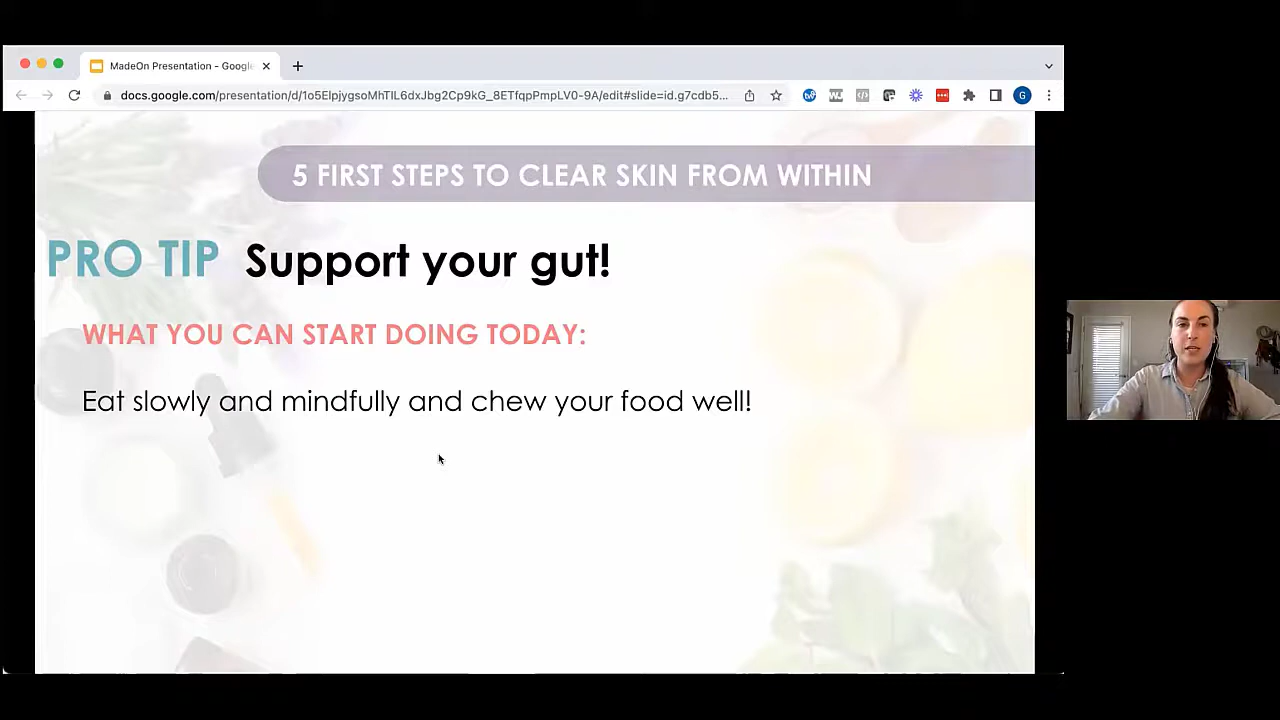 MadeOn Presentation - Googl
docs.google.com/presentation/d/1o5ElpjygsoMhTlL6dxJbg2Cp9kG_8ETfqpPmpLV0-9A/edit#slide=id.g7cdb5...
G
5 FIRST STEPS TO CLEAR SKIN FROM WITHIN
PRO TIP Support your gut!
WHAT YOU CAN START DOING TODAY:
Eat slowly and mindfully and chew your food well!